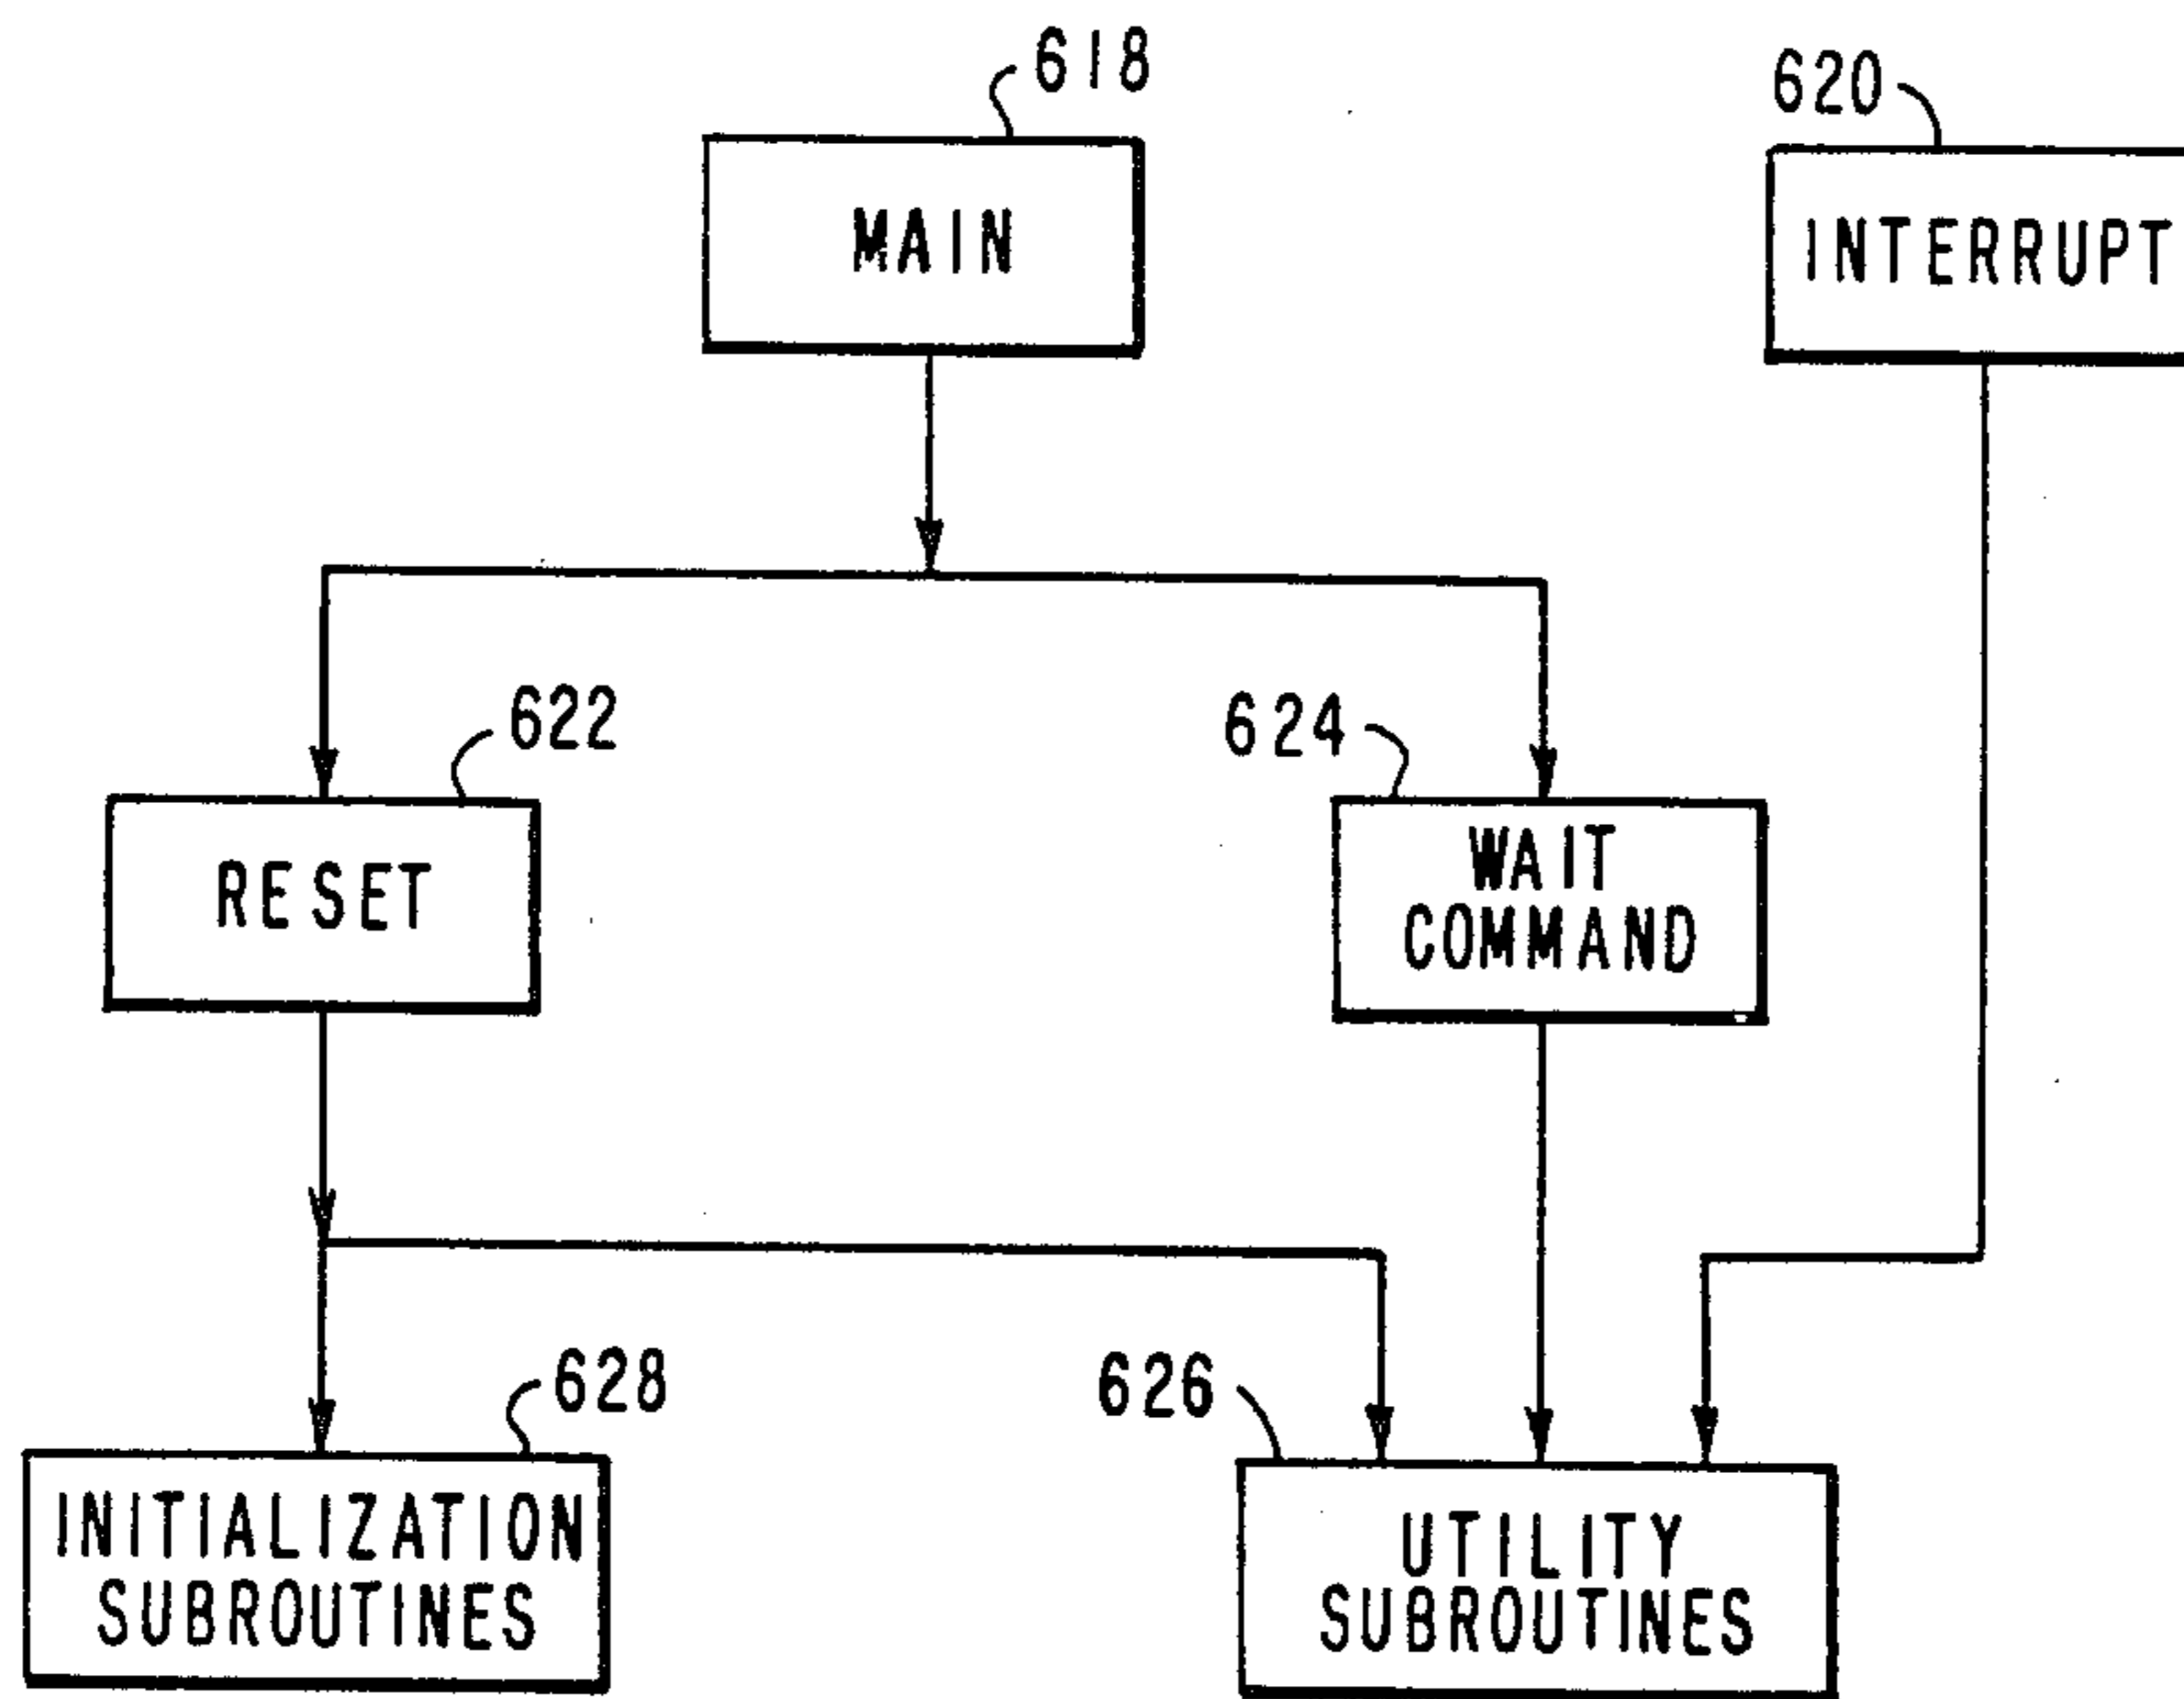 618
620
MAIN
INTERRUPT
622
624
RESET
WAIT
COMMAND
628
626
INITIALIZATION
SUBROUTINES
UTILITY
SUBROUTINES